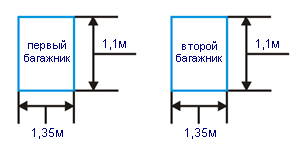 первый
багажник
1,1м
1,35м
второй
багажник
1,1м
1,35м